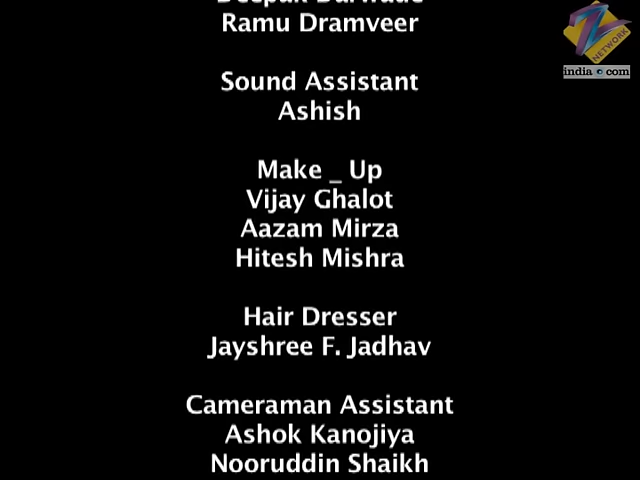 Ramu Dramveer
Sound Assistant
Ashish
Make _ Up
Vijay Ghalot
Aazam Mirza
Hitesh Mishra
Hair Dresser
Jayshree F. Jadhav
Cameraman Assistant
Ashok Kanojiya
Nooruddin Shaikh
Z
NETWORK
india.com